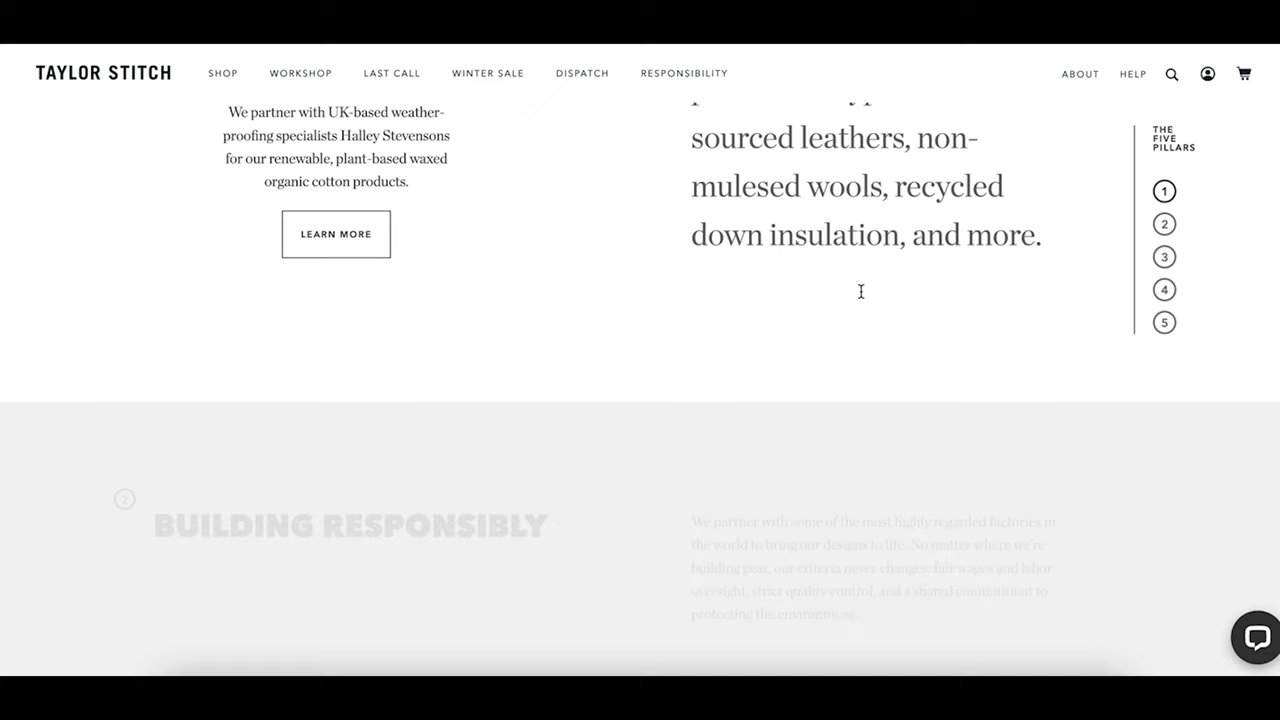 TAYLOR STITCH SHOP WORKSHOP LAST CALL WINTER SALE DISPATCH RESPONSIBILITY ABOUT HELP
We partner with UK-based weather-
proofing specialists Halley Stevensons
for our renewable, plant-based waxed
organic cotton products.
LEARN MORE
sourced leathers, non-
mulesed wools, recycled
down insulation, and more.
THE
FIVE
PILLARS
1
2
3
4
5
2
BUILDING RESPONSIBLY
We partner with some of the most highly regarded factories in
the world to bring our designs to life. No matter where we're
building gear, our criteria never changes: fair wages and labor
oversight, strict quality control, and a shared commitment to
protecting the environment.